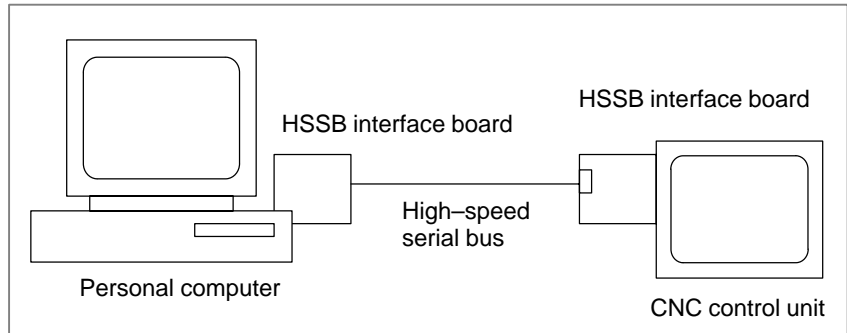 HSSB interface board
HSSB interface board
High–speed
serial bus
Personal computer
CNC control unit